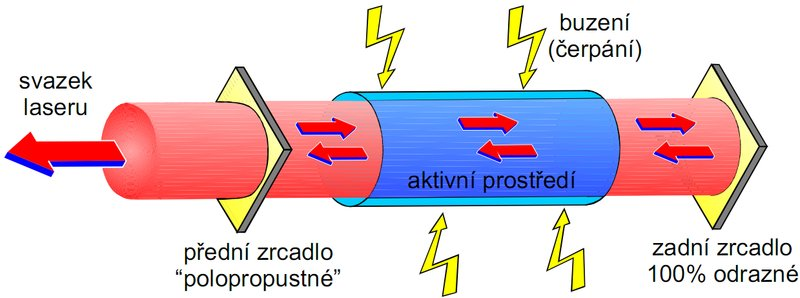 svazek
laseru
buzení
(čerpání)
aktivní prostředí
přední zrcadlo
“polopropustné”
zadní zrcadlo
100% odrazné